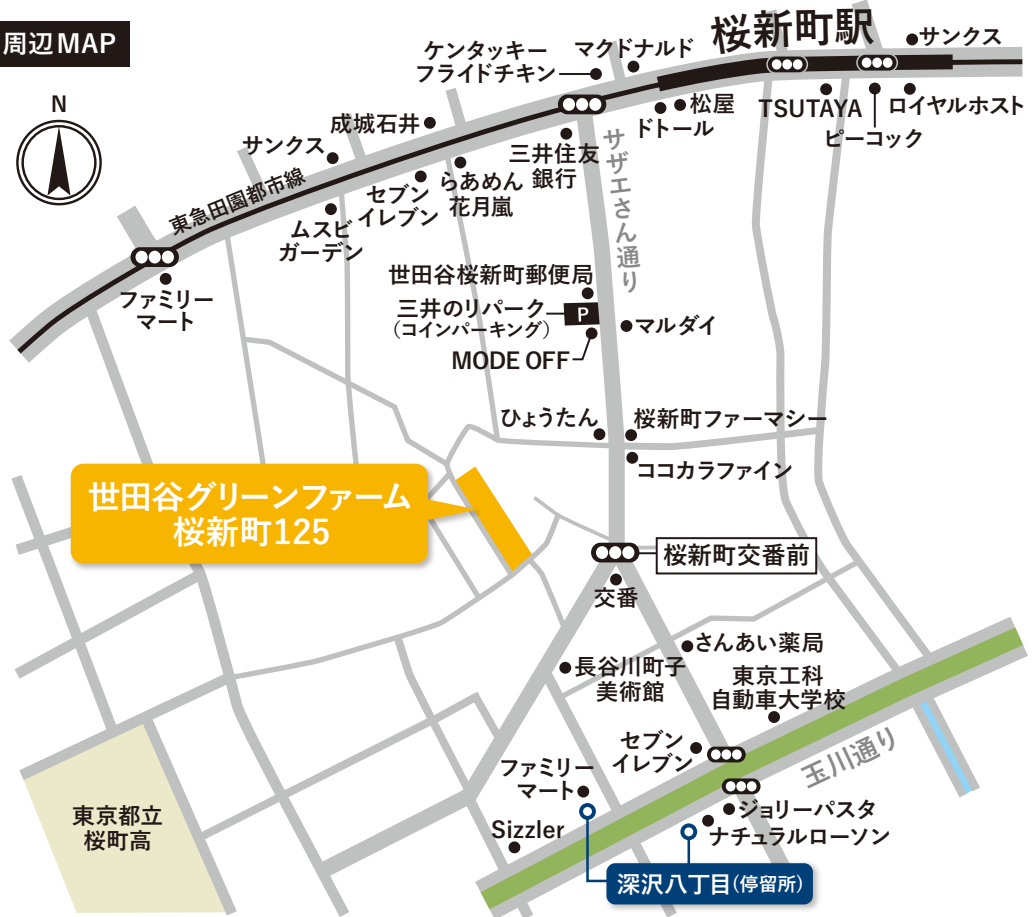 周辺MAP
桜新町駅
サンクス
ケンタッキー
フライドチキン
マクドナルド
N
松屋
ドトール
TSUTAYA
ロイヤルホスト
ピーコック
成城石井
サンクス
三井住友
銀行
サザエさん通り
らあめん
花月嵐
セブン
イレブン
東急田園都市線
ムスビ
ガーデン
ファミリー
マート
世田谷桜新町郵便局
三井のリパーク
(コインパーキング)
P
マルダイ
MODE OFF
ひょうたん
桜新町ファーマシー
ココカラファイン
世田谷グリーンファーム
桜新町125
桜新町交番前
交番
さんあい薬局
長谷川町子
美術館
東京工科
自動車大学校
セブン
イレブン
玉川通り
ファミリー
マート
ジョリーパスタ
ナチュラルローソン
東京都立
桜町高
Sizzler
深沢八丁目(停留所)